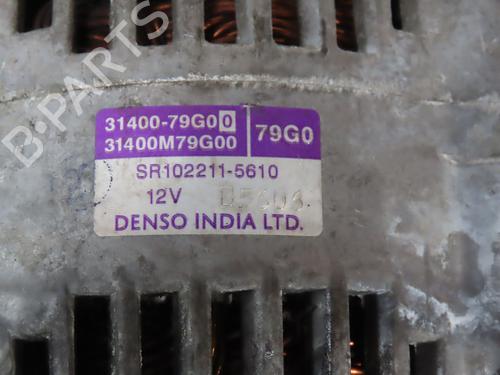 B-PARTS
31400-79G00
31400M79G00
79G0
SR102211-5610
12V
DENSO INDIA LTD.